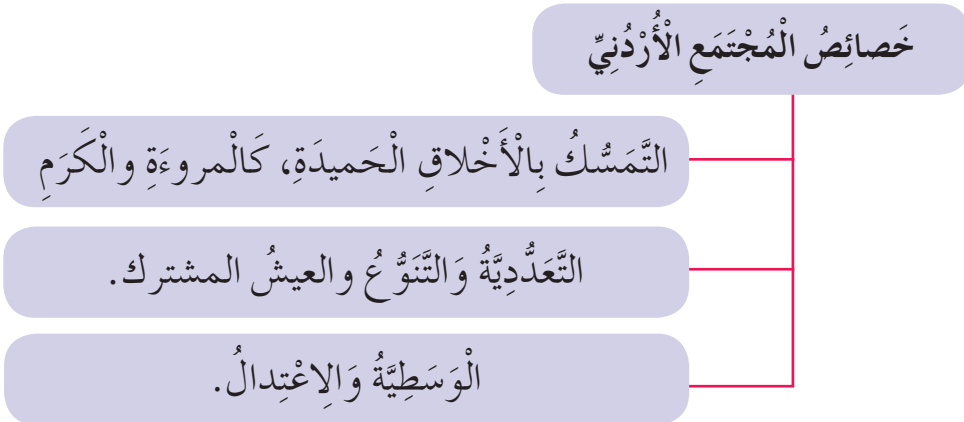 خَصائِصُ الْمُجْتَمَعِ الْأُرْدُنِيِّ
التَّمَسُّكُ بِالْأَخْلاقِ الْحَميدَةِ، كَالْمروءَةِ والْكَرَمِ
التَّعَدُّدِيَّةُ وَالتَّنَوُّعُ والعيشُ المشترك.
الْوَسَطِيَّةُ وَالِاعْتِدالُ.